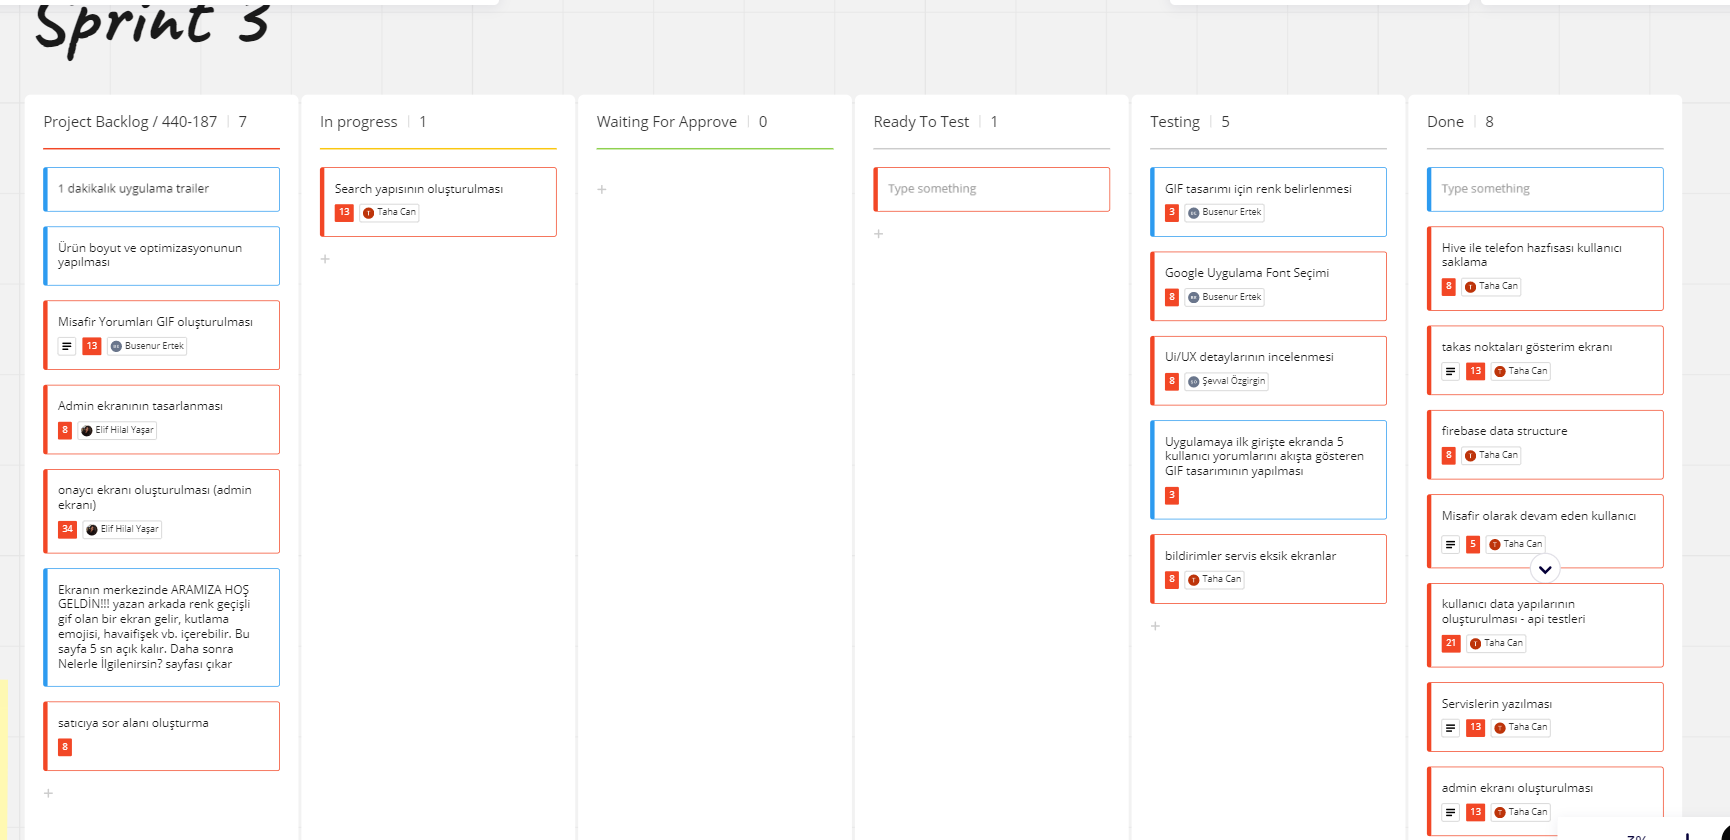 Sprint 3
Project Backlog / 440-187 7
1 dakikalık uygulama trailer
Ürün boyut ve optimizasyonunun
yapılması
Misafir Yorumları GIF oluşturulması
13 Busenur Ertek
Admin ekranının tasarlanması
8 Elif Hilal Yaşar
onaycı ekranı oluşturulması (admin
ekranı)
34 Elif Hilal Yaşar
Ekranın merkezinde ARAMIZA HOŞ
GELDİN!!! yazan arkada renk geçişli
gif olan bir ekran gelir, kutlama
emojisi, havaifişek vb. içerebilir. Bu
sayfa 5 sn açık kalır. Daha sonra
Nelerle İlgilenirsin? sayfası çıkar
satıcıya sor alanı oluşturma
8
In progress 1
Search yapısının oluşturulması
13 T Taha Can
Waiting For Approve 0
Ready To Test 1
Type something
Testing 5
GIF tasarımı için renk belirlenmesi
3 Busenur Ertek
Google Uygulama Font Seçimi
8 Busenur Ertek
Ui/UX detaylarının incelenmesi
8 Şevval Özgirgin
Uygulamaya ilk girişte ekranda 5
kullanıcı yorumlarını akışta gösteren
GIF tasarımının yapılması
3
bildirimler servis eksik ekranlar
8 T Taha Can
Done 8
Type something
Hive ile telefon hazfısası kullanıcı
saklama
8 T Taha Can
takas noktaları gösterim ekranı
13 T Taha Can
firebase data structure
8 T Taha Can
Misafir olarak devam eden kullanıcı
5 T Taha Can
kullanıcı data yapılarının
oluşturulması - api testleri
21 T Taha Can
Servislerin yazılması
13 T Taha Can
admin ekranı oluşturulması
13 T Taha Can